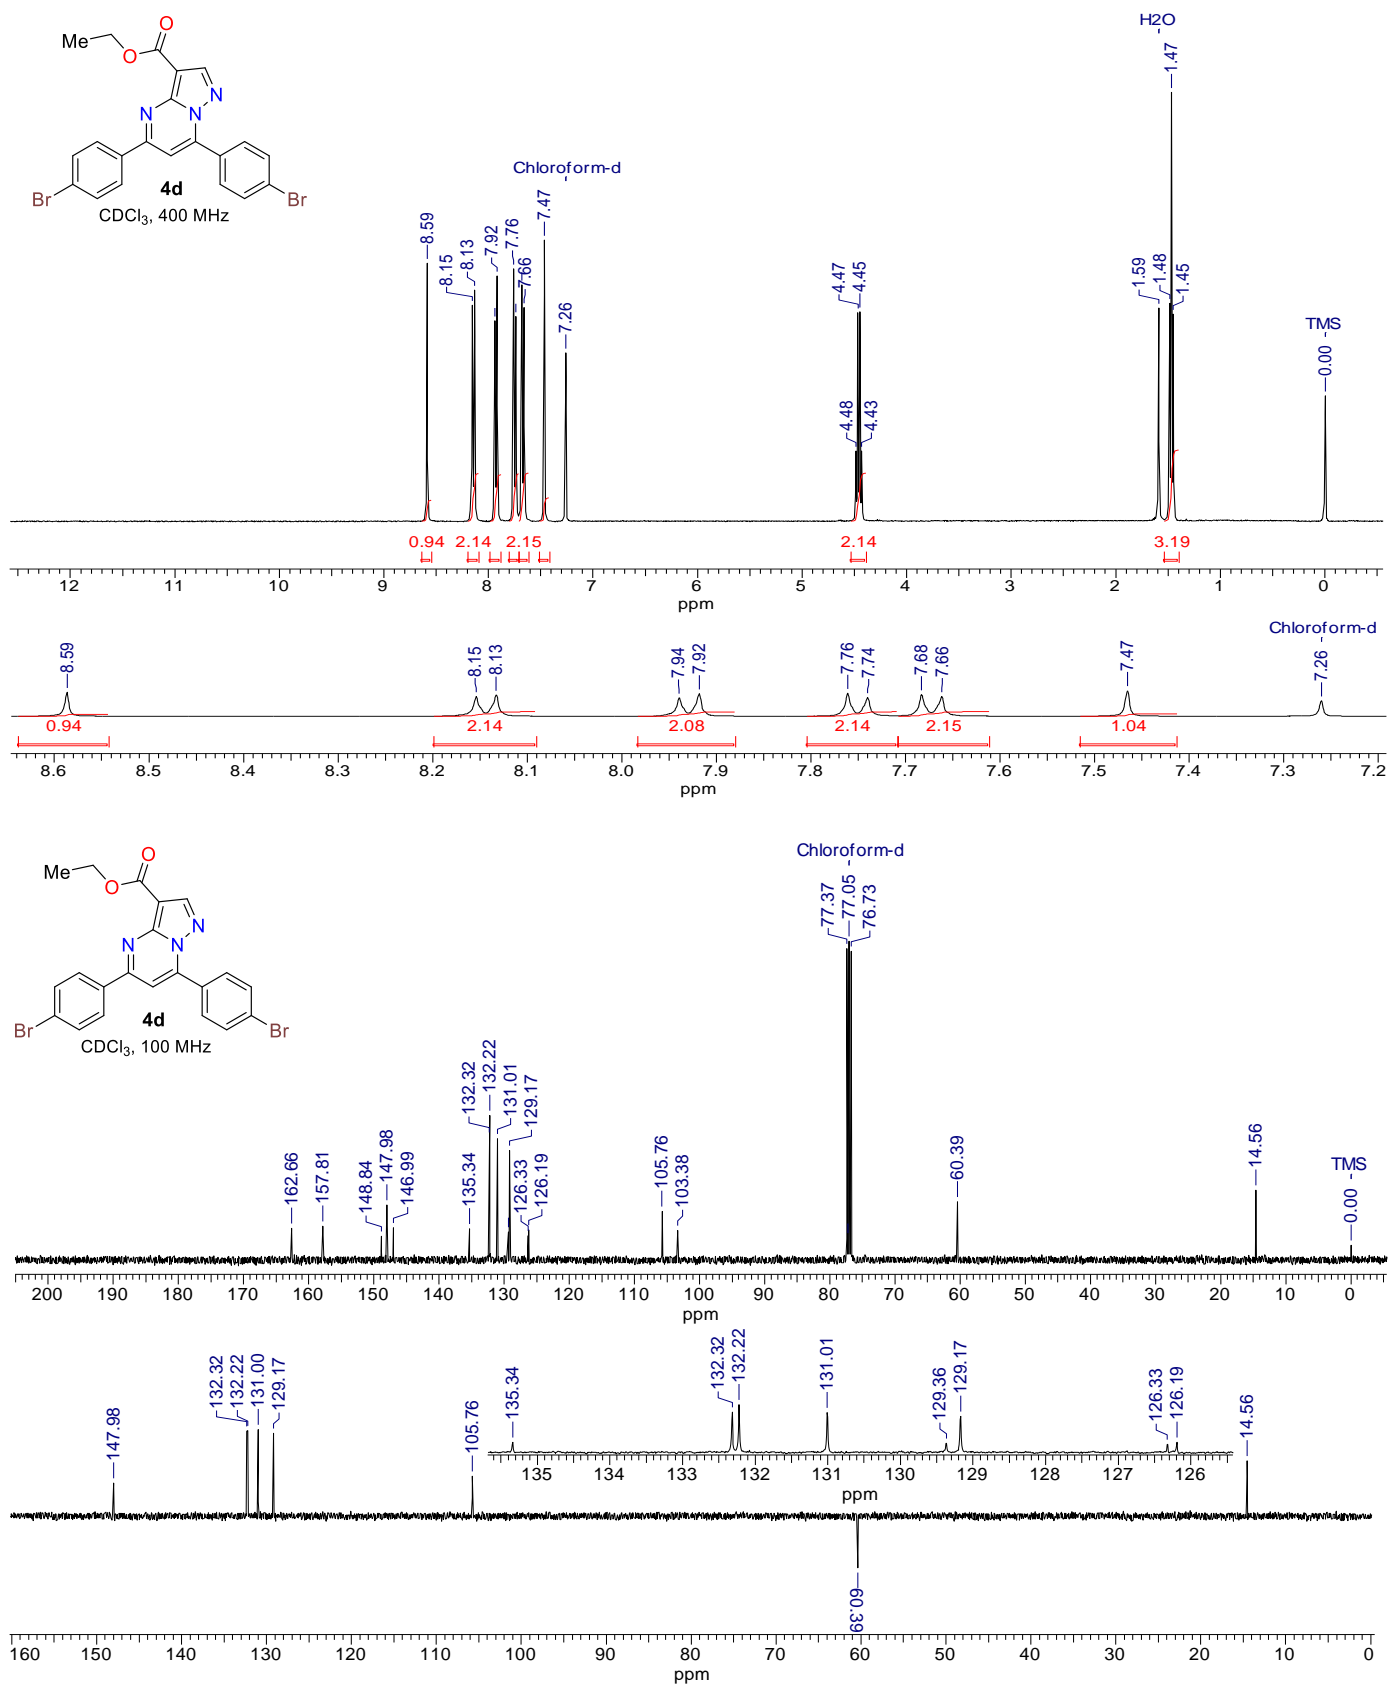 O
Me
O
N
N
N
Br
4d
Br
CDCl3, 400 MHz
H2O
1.47
Chloroform-d
8.59
8.15
8.13
7.92
7.76
7.66
7.47
7.26
4.47
4.45
4.48
4.43
1.59
1.48
1.45
TMS
0.00
0.94 2.14 2.15 2.14 3.19
12 11 10 9 8 7 6 5 4 3 2 1 0
ppm
Chloroform-d
8.59
8.15
8.13
7.94
7.92
7.76
7.74
7.68
7.66
7.47
7.26
0.94 2.14 2.08 2.14 2.15 1.04
8.6 8.5 8.4 8.3 8.2 8.1 8.0 7.9 7.8 7.7 7.6 7.5 7.4 7.3 7.2
ppm
O
Me
O
N
N
N
Br
4d
Br
CDCl3, 100 MHz
Chloroform-d
77.37
77.05
76.73
162.66
157.81
148.84
147.98
146.99
135.34
132.32
132.22
131.01
129.17
126.33
126.19
105.76
103.38
60.39
14.56
TMS
0.00
200 190 180 170 160 150 140 130 120 110 100 90 80 70 60 50 40 30 20 10 0
ppm
147.98
132.32
132.22
131.00
129.17
105.76
135.34
132.32
132.22
131.01
129.36
129.17
126.33
126.19
14.56
135 134 133 132 131 130 129 128 127 126
ppm
60.39
160 150 140 130 120 110 100 90 80 70 60 50 40 30 20 10 0
ppm